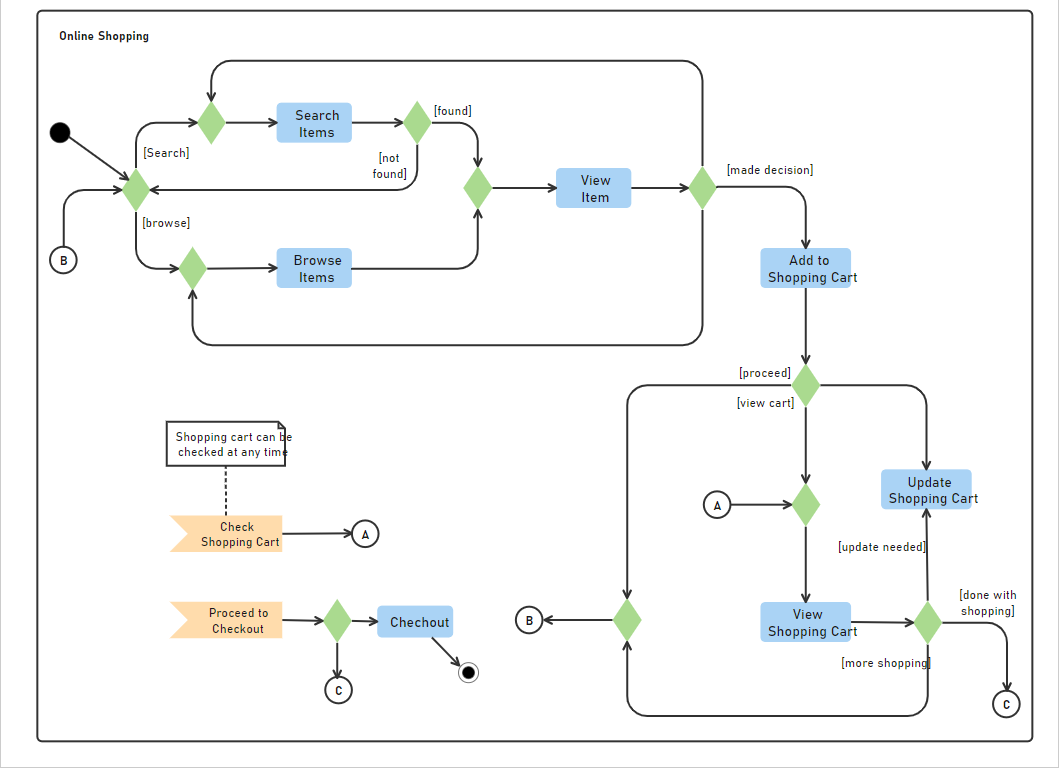 Online Shopping
[Search]
Search
Items
[found]
[not
found]
[browse]
B
Browse
Items
View
Item
[made decision]
Add to
Shopping Cart
[proceed]
[view cart]
Shopping cart can be
checked at any time
Check
Shopping Cart
A
A
Update
Shopping Cart
[update needed]
Proceed to
Checkout
Chechout
C
B
View
Shopping Cart
[done with
shopping]
[more shopping]
C